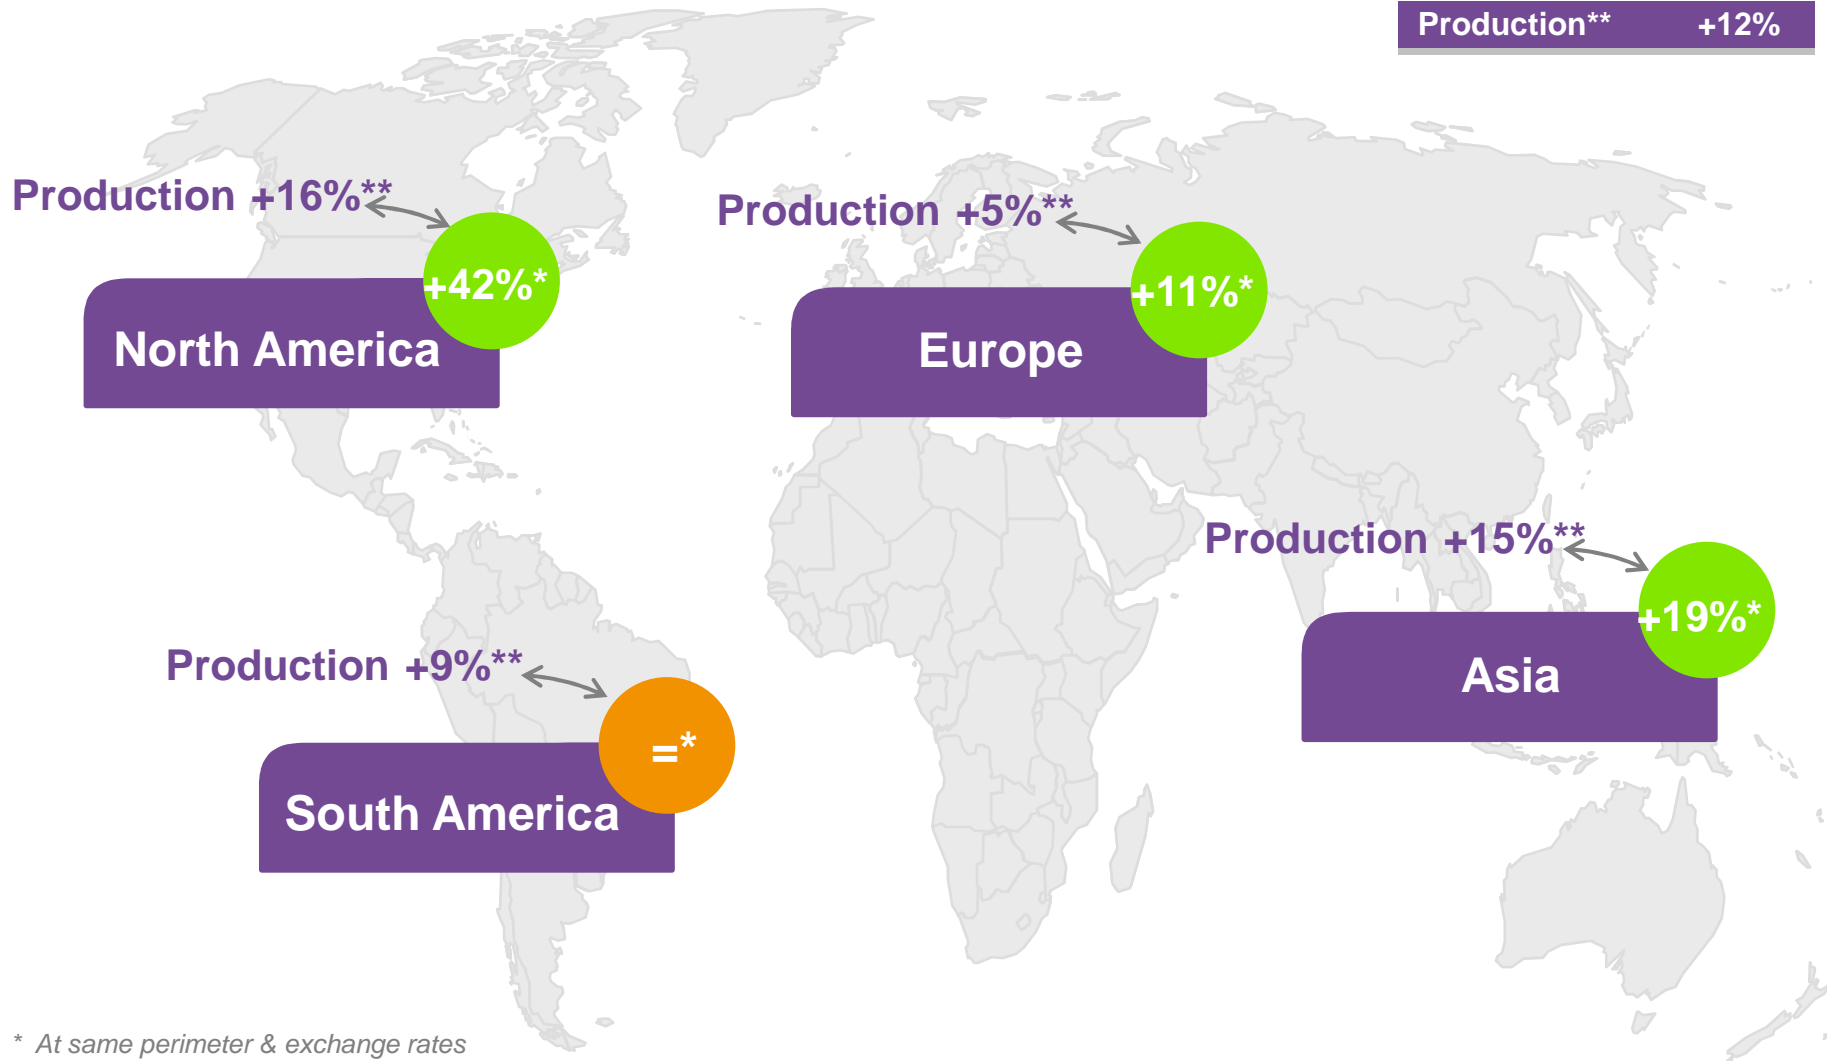 Production** +12%
Production +16%**
+42%*
North America
Production +5%**
+11%*
Europe
Production +15%**
+19%*
Asia
Production +9%**
=*
South America
* At same perimeter & exchange rates